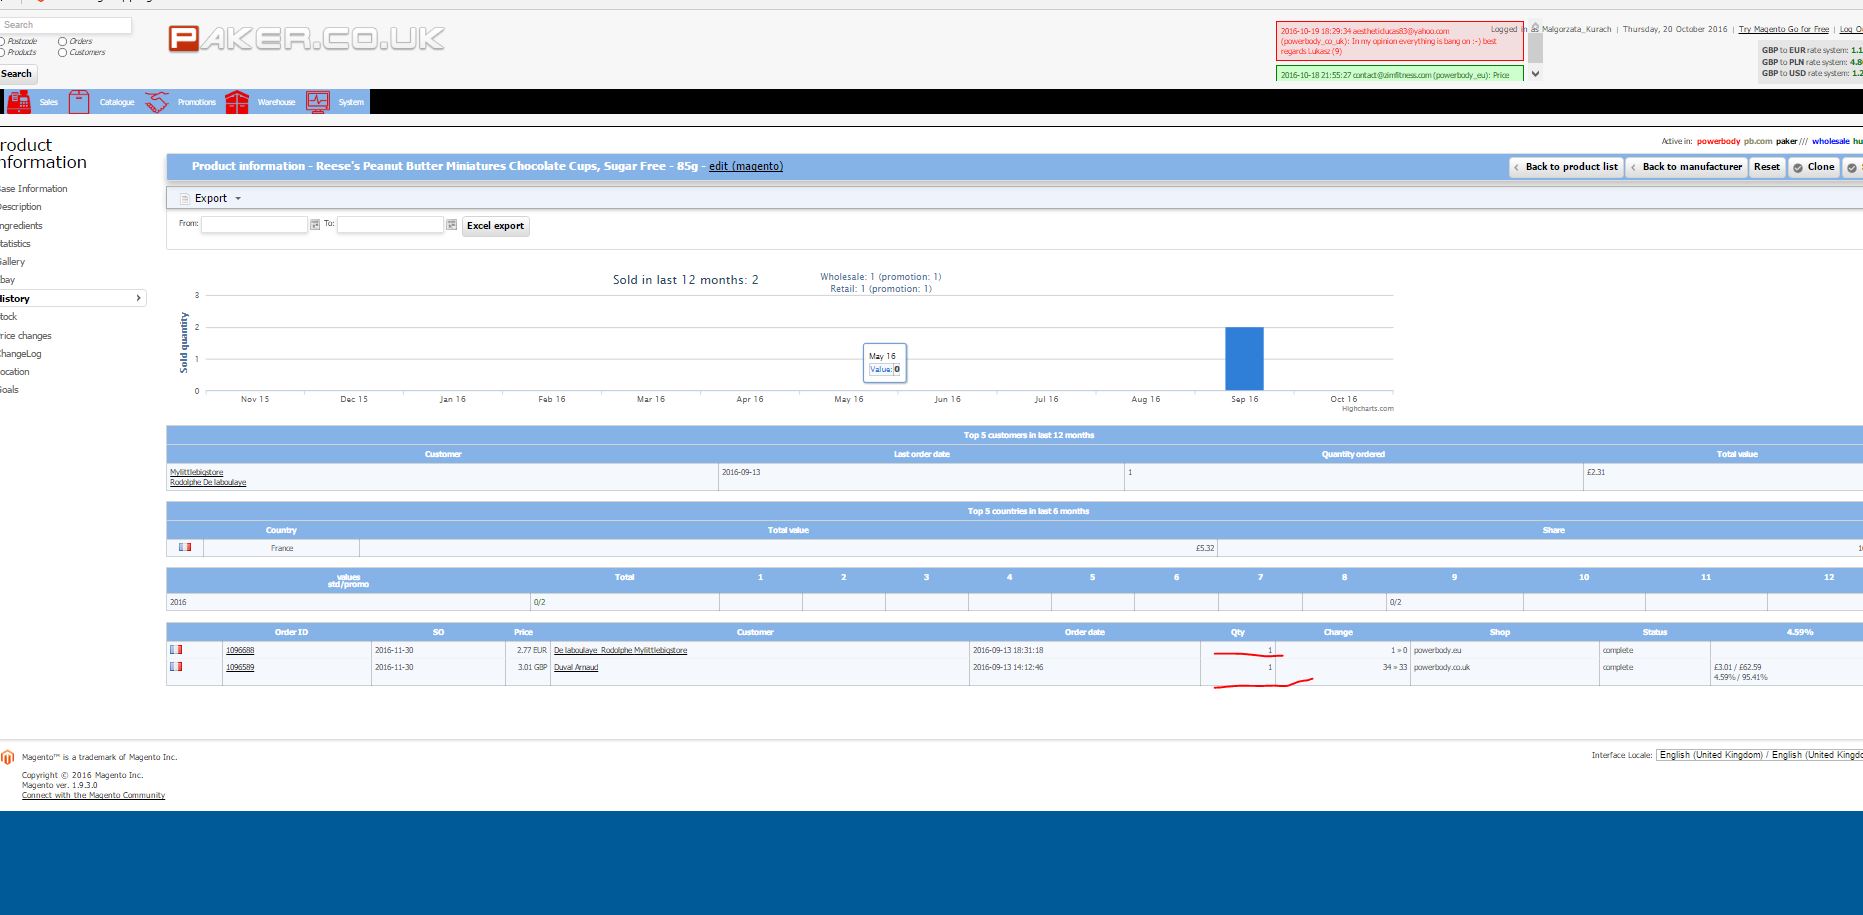 Search
Postcode
Orders
Products
Customers
Search
PAKER.CO.UK
2016-10-19 18:29:34 aestheticlucas83@yahoo.com
(powerbody_co_uk): In my opinion everything is bang on :-) best
regards Lukasz (9)
2016-10-18 21:55:27 contact@zimfitness.com (powerbody_eu): Price
Logged in as Malgorzata_Kurach | Thursday, 20 October 2016 | Try Magento Go for Free | Log
GBP to EUR rate system: 1.1
GBP to PLN rate system: 4.8
GBP to USD rate system: 1.2
Sales
Catalogue
Promotions
Warehouse
System
roduct
nformation
Active in: powerbody pb.com paker /// wholesale hu
Product information - Reese's Peanut Butter Miniatures Chocolate Cups, Sugar Free - 85g - edit (magento)
Back to product list
Back to manufacturer
Reset
Clone
ase Information
escription
ngredients
tatistics
allery
bay
istory
tock
rice changes
hangeLog
ocation
oals
Export
From:
To:
Excel export
Sold in last 12 months: 2
Wholesale: 1 (promotion: 1)
Retail: 1 (promotion: 1)
Sold quantity
3
2
1
0
May 16
Value: 0
Nov 15 Dec 15 Jan 16 Feb 16 Mar 16 Apr 16 May 16 Jun 16 Jul 16 Aug 16 Sep 16 Oct 16
Highcharts.com
Top 5 customers in last 12 months
Customer Last order date Quantity ordered Total value
Mylittlebigstore
Rodolphe De laboulaye
2016-09-13 1 £2.31
Top 5 countries in last 6 months
Country Total value Share
France £5.32 1
values
std/promo
Total 1 2 3 4 5 6 7 8 9 10 11 12
2016 0/2 0/2
Order ID SO Price Customer Order date Qty Change Shop Status 4.59%
1096688 2016-11-30 2.77 EUR De laboulaye Rodolphe Mylittlebigstore 2016-09-13 18:31:18 1 1 » 0 powerbody.eu complete
1096589 2016-11-30 3.01 GBP Duval Arnaud 2016-09-13 14:12:46 1 34 » 33 powerbody.co.uk complete £3.01 / £62.59
4.59% / 95.41%
Magento™ is a trademark of Magento Inc.
Copyright © 2016 Magento Inc.
Magento ver. 1.9.3.0
Connect with the Magento Community
Interface Locale: English (United Kingdom) / English (United Kingdo